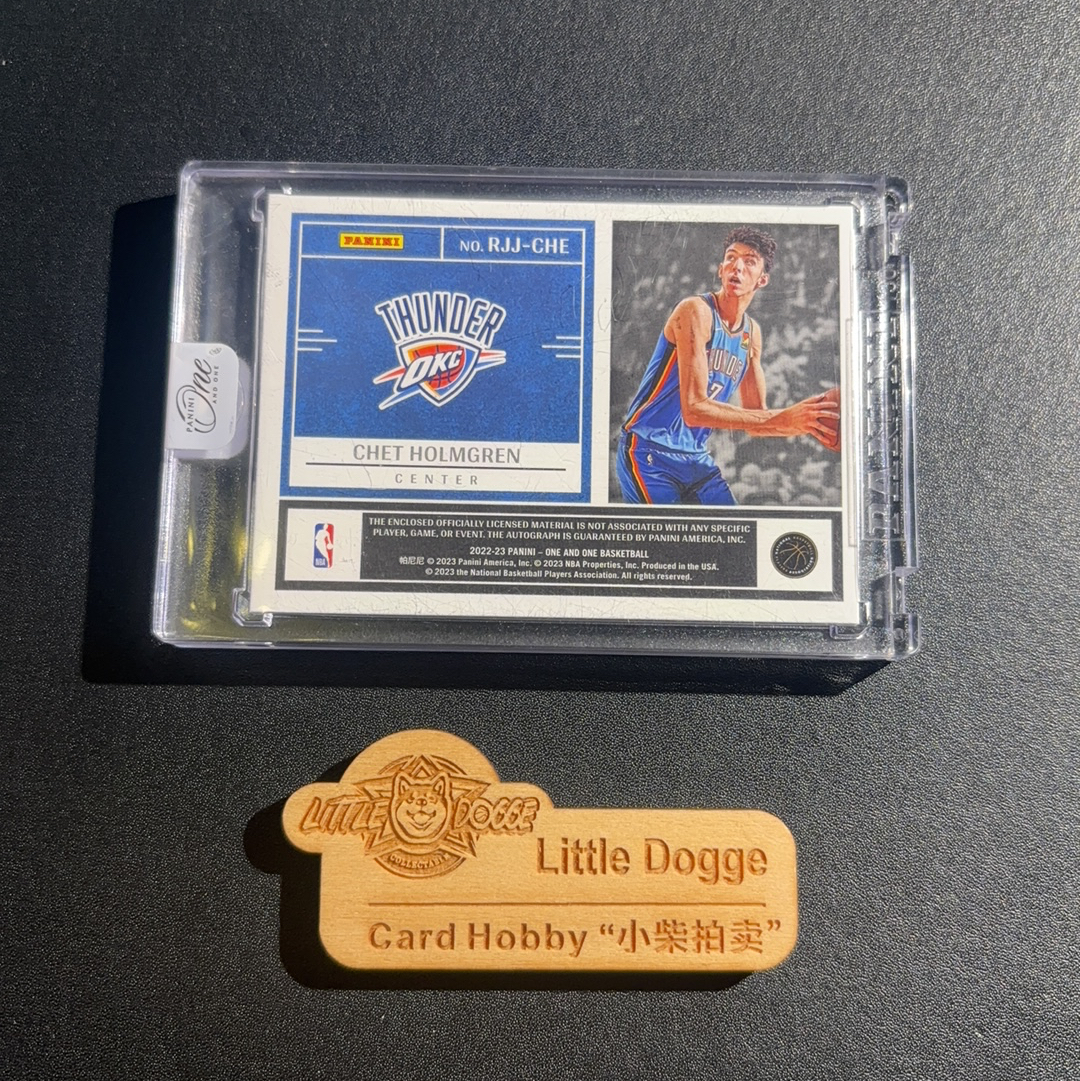 PANINI
NO. RJJ-CHE
THUNDER
OKC
CHET HOLMGREN
CENTER
THUNDER
7
PANINI
One
AND ONE
NBA
THE ENCLOSED OFFICIALLY LICENSED MATERIAL IS NOT ASSOCIATED WITH ANY SPECIFIC
PLAYER, GAME, OR EVENT. THE AUTOGRAPH IS GUARANTEED BY PANINI AMERICA, INC.
2022-23 PANINI – ONE AND ONE BASKETBALL
帕尼尼 © 2023 Panini America, Inc. © 2023 NBA Properties, Inc. Produced in the USA.
© 2023 the National Basketball Players Association. All rights reserved.
LITTLE DOGGE
COLLECTABLE
Little Dogge
Card Hobby “小柴拍卖”